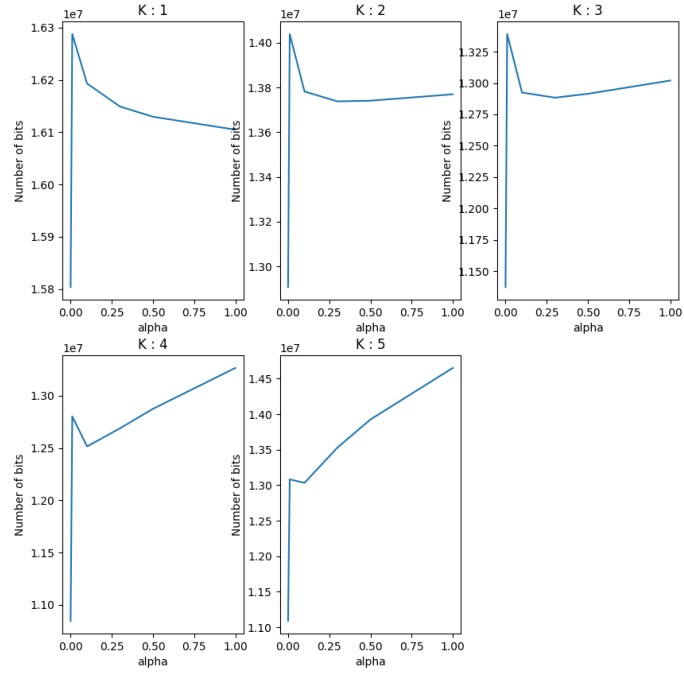 K : 1
1e7
Number of bits
1.63
1.62
1.61
1.60
1.59
1.58
0.00 0.25 0.50 0.75 1.00
alpha
K : 2
1e7
Number of bits
1.40
1.38
1.36
1.34
1.32
1.30
0.00 0.25 0.50 0.75 1.00
alpha
K : 3
1e7
Number of bits
1.325
1.300
1.275
1.250
1.225
1.200
1.175
1.150
0.00 0.25 0.50 0.75 1.00
alpha
K : 4
1e7
Number of bits
1.30
1.25
1.20
1.15
1.10
0.00 0.25 0.50 0.75 1.00
alpha
K : 5
1e7
Number of bits
1.45
1.40
1.35
1.30
1.25
1.20
1.15
1.10
0.00 0.25 0.50 0.75 1.00
alpha